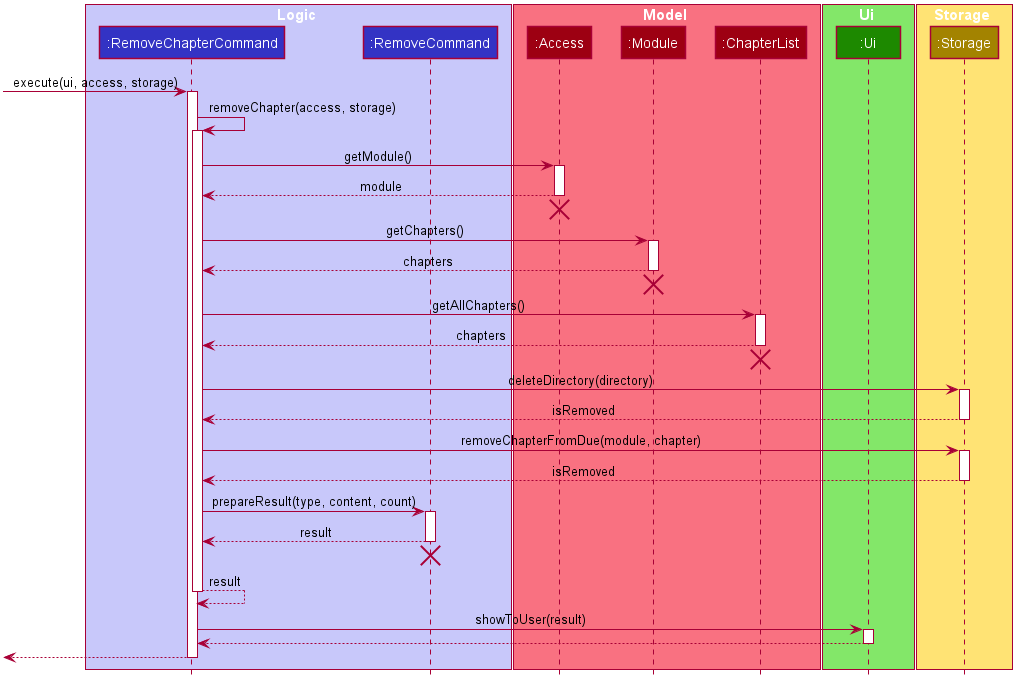 Logic
Model
Ui
Storage
:RemoveChapterCommand
:RemoveCommand
:Access
:Module
:ChapterList
:Ui
:Storage
execute(ui, access, storage)
removeChapter(access, storage)
getModule()
module
getChapters()
chapters
getAllChapters()
chapters
deleteDirectory(directory)
isRemoved
removeChapterFromDue(module, chapter)
isRemoved
prepareResult(type, content, count)
result
result
showToUser(result)